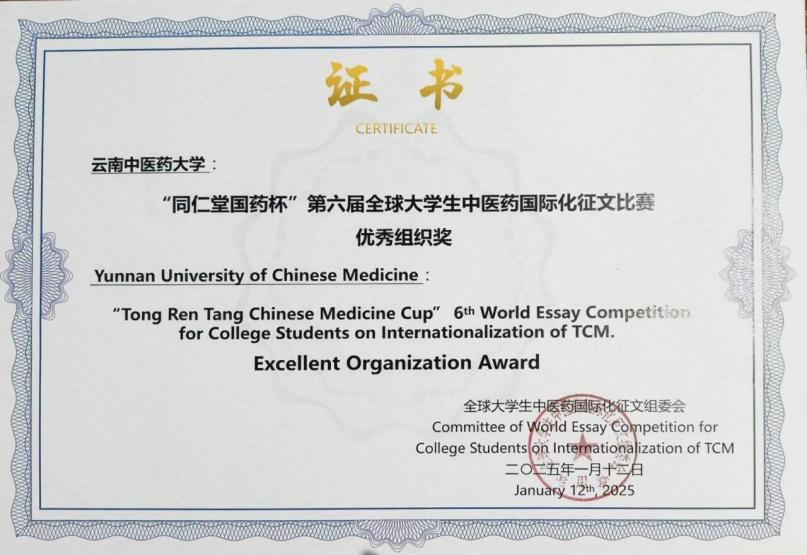 证 书
CERTIFICATE
云南中医药大学：
“同仁堂国药杯”第六届全球大学生中医药国际化征文比赛
优秀组织奖
Yunnan University of Chinese Medicine：
“Tong Ren Tang Chinese Medicine Cup” 6th World Essay Competition
for College Students on Internationalization of TCM.
Excellent Organization Award
全球大学生中医药国际化征文组委会
Committee of World Essay Competition for
College Students on Internationalization of TCM
二〇二五年一月十二日
January 12th, 2025
专用章